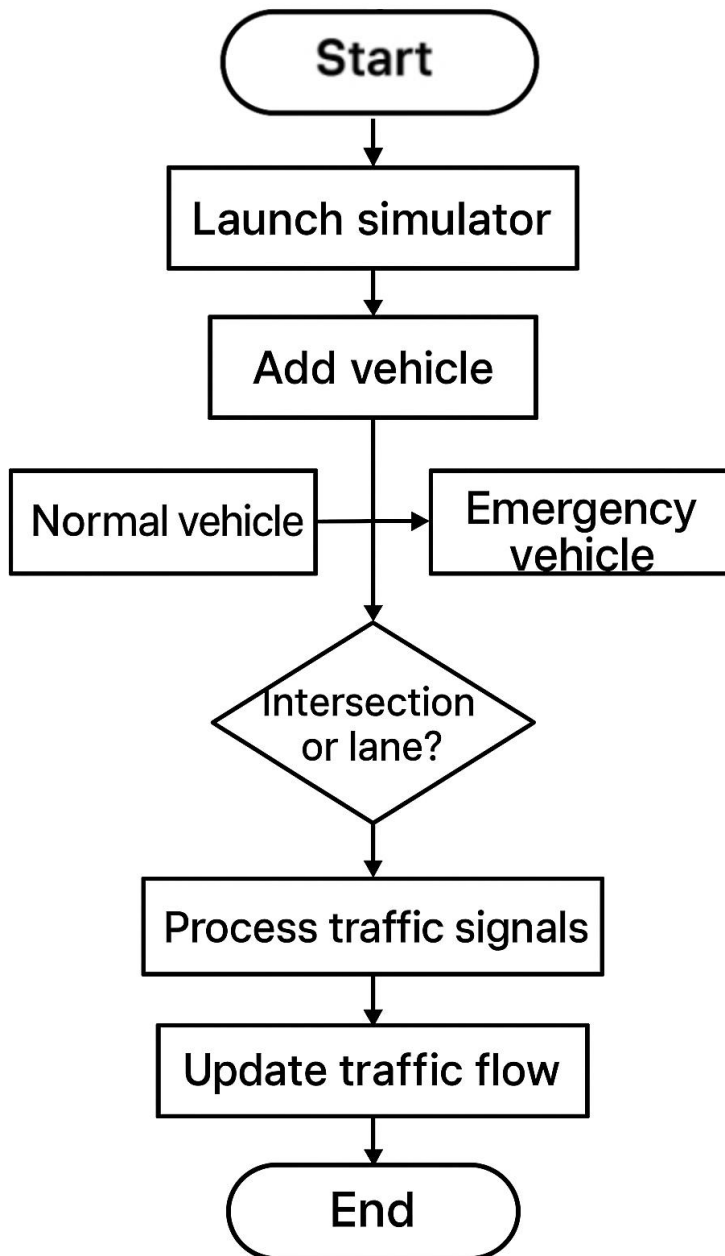 Start
Launch simulator
Add vehicle
Normal vehicle
Emergency
vehicle
Intersection
or lane?
Process traffic signals
Update traffic flow
End